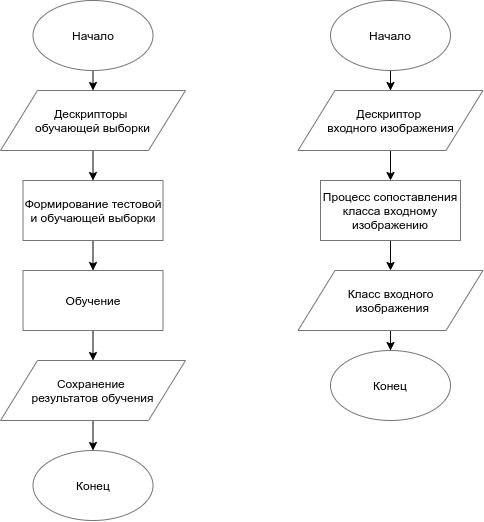 Начало
Дескрипторы
обучающей выборки
Формирование тестовой
и обучающей выборки
Обучение
Сохранение
результатов обучения
Конец
Начало
Дескриптор
входного изображения
Процесс сопоставления
класса входному
изображению
Класс входного
изображения
Конец